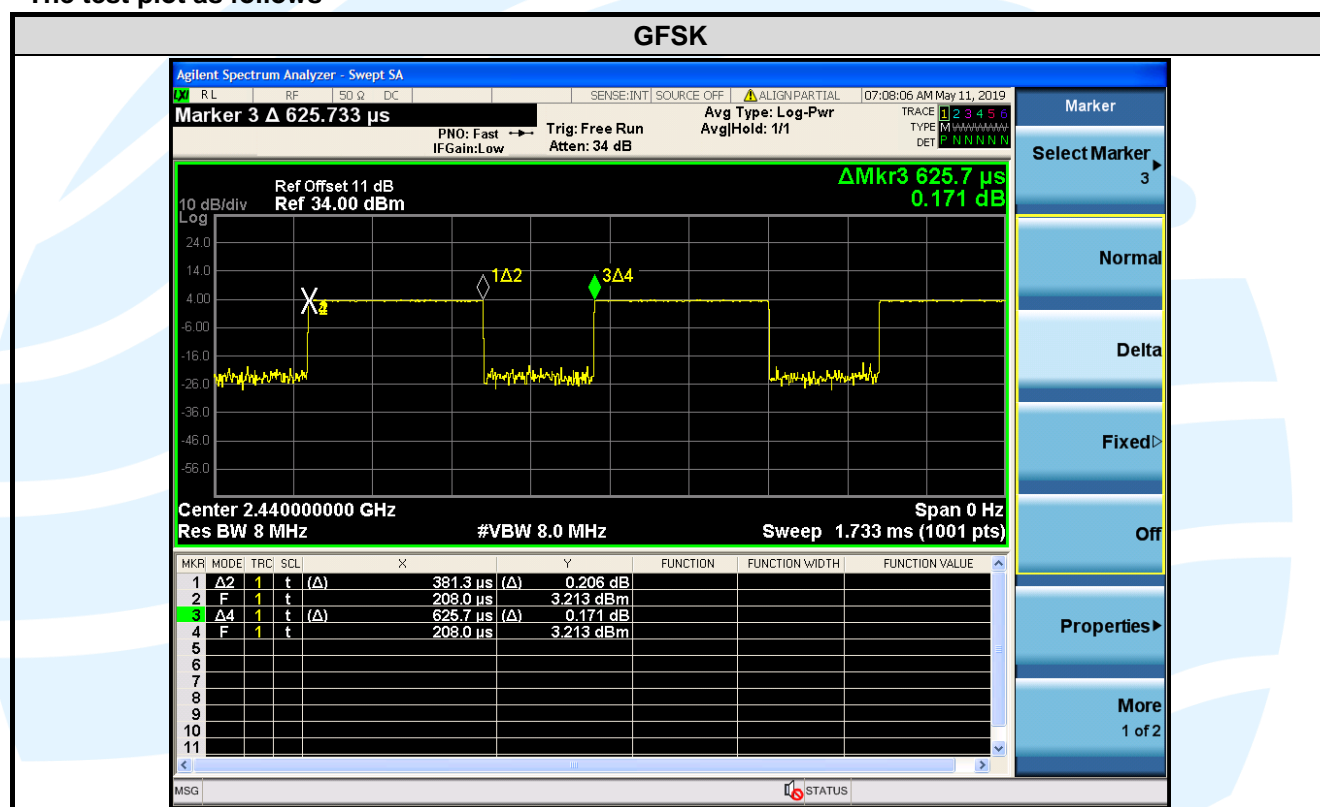 The test plot as follows
GFSK
Agilent Spectrum Analyzer - Swept SA
LXI RL RF 50 Ω DC SENSE:INT SOURCE OFF ALIGN PARTIAL 07:08:06 AM May 11, 2019
Marker 3 Δ 625.733 µs
PNO: Fast
IFGain:Low
Trig: Free Run
Atten: 34 dB
Avg Type: Log-Pwr
Avg|Hold: 1/1
TRACE 1 2 3 4 5 6
TYPE M WWWWW
DET P N N N N N
Ref Offset 11 dB
10 dB/div Ref 34.00 dBm
Log
ΔMkr3 625.7 µs
0.171 dB
24.0
14.0
4.00
-6.00
-16.0
-26.0
-36.0
-46.0
-56.0
1Δ2
3Δ4
Center 2.440000000 GHz Span 0 Hz
Res BW 8 MHz #VBW 8.0 MHz Sweep 1.733 ms (1001 pts)
MKR MODE TRC SCL X Y FUNCTION FUNCTION WIDTH FUNCTION VALUE
1 Δ2 1 t (Δ) 381.3 µs (Δ) 0.206 dB
2 F 1 t 208.0 µs 3.213 dBm
3 Δ4 1 t (Δ) 625.7 µs (Δ) 0.171 dB
4 F 1 t 208.0 µs 3.213 dBm
5
6
7
8
9
10
11
MSG STATUS
Marker
Select Marker
3
Normal
Delta
Fixed
Off
Properties
More
1 of 2